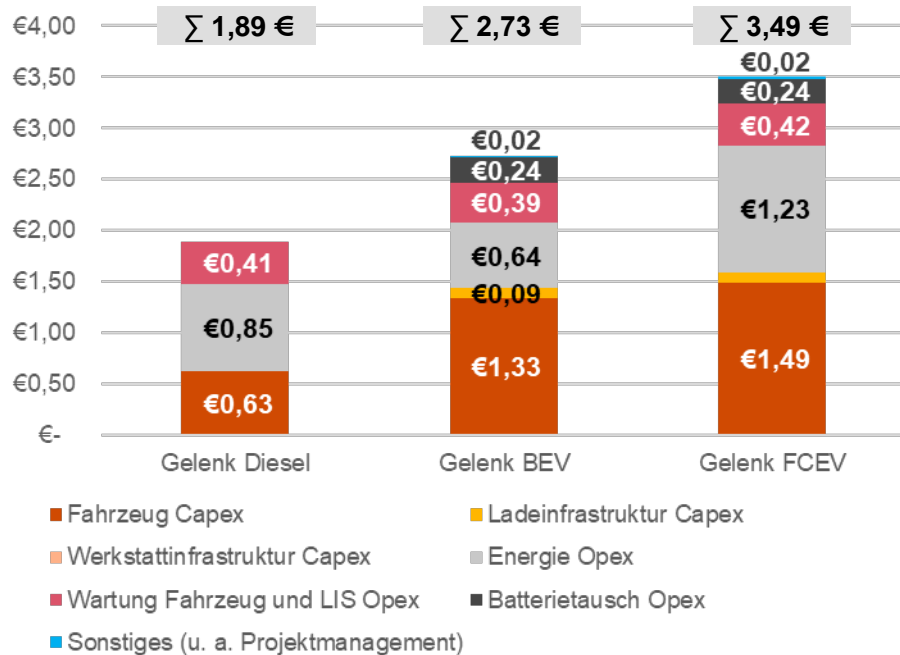 ∑ 1,89 €
∑ 2,73 €
∑ 3,49 €
€4,00
€3,50
€3,00
€2,50
€2,00
€1,50
€1,00
€0,50
€-
€0,41
€0,85
€0,63
€0,02
€0,24
€0,39
€0,64
€0,09
€1,33
€0,02
€0,24
€0,42
€1,23
€1,49
Gelenk Diesel
Gelenk BEV
Gelenk FCEV
Fahrzeug Capex
Ladeinfrastruktur Capex
Werkstattinfrastruktur Capex
Energie Opex
Wartung Fahrzeug und LIS Opex
Batterietausch Opex
Sonstiges (u. a. Projektmanagement)